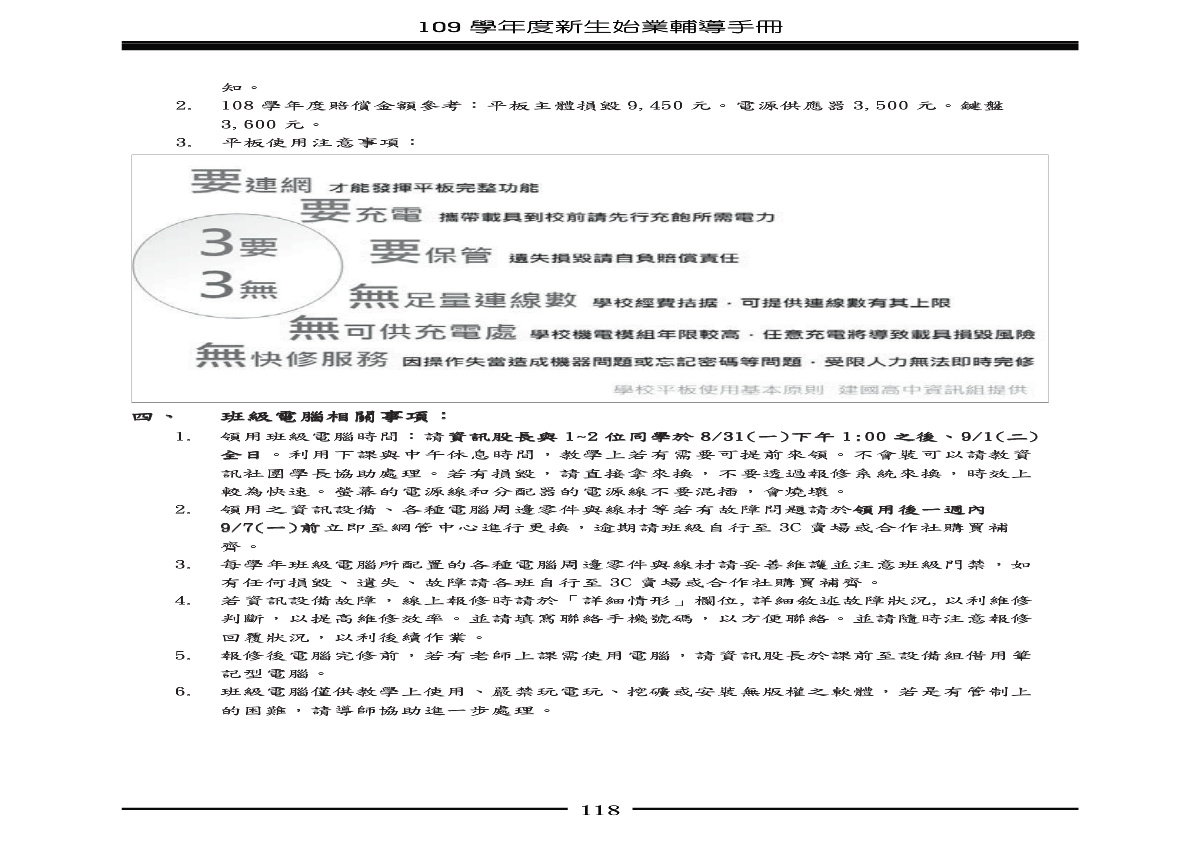 109 學年度新生始業輔導手冊
知。
2. 108 學年度賠償金額參考：平板主體損毀 9,450 元。電源供應器 3,500 元。鍵盤
3,600 元。
3. 平板使用注意事項：
要連網 才能發揮平板完整功能
要充電 攜帶載具到校前請先行充飽所需電力
3要
要保管 遺失損毀請自負賠償責任
3無
無足量連線數 學校經費拮据．可提供連線數有其上限
無可供充電處 學校機電模組年限較高．任意充電將導致載具損毀風險
無快修服務 因操作失當造成機器問題或忘記密碼等問題．受限人力無法即時完修
學校平板使用基本原則 建國高中資訊組提供
四、 班級電腦相關事項：
1. 領用班級電腦時間：請資訊股長與 1~2 位同學於 8/31(一)下午 1:00 之後、9/1(二)
全日。利用下課與中午休息時間，教學上若有需要可提前來領。不會裝可以請教資
訊社團學長協助處理。若有損毀，請直接拿來換，不要透過報修系統來換，時效上
較為快速。螢幕的電源線和分配器的電源線不要混插，會燒壞。
2. 領用之資訊設備、各種電腦周邊零件與線材等若有故障問題請於領用後一週內
9/7(一)前立即至網管中心進行更換，逾期請班級自行至 3C 賣場或合作社購買補
齊。
3. 每學年班級電腦所配置的各種電腦周邊零件與線材請妥善維護並注意班級門禁，如
有任何損毀、遺失、故障請各班自行至 3C 賣場或合作社購買補齊。
4. 若資訊設備故障，線上報修時請於「詳細情形」欄位,詳細敘述故障狀況,以利維修
判斷，以提高維修效率。並請填寫聯絡手機號碼，以方便聯絡。並請隨時注意報修
回覆狀況，以利後續作業。
5. 報修後電腦完修前，若有老師上課需使用電腦，請資訊股長於課前至設備組借用筆
記型電腦。
6. 班級電腦僅供教學上使用、嚴禁玩電玩、挖礦或安裝無版權之軟體，若是有管制上
的困難，請導師協助進一步處理。
118